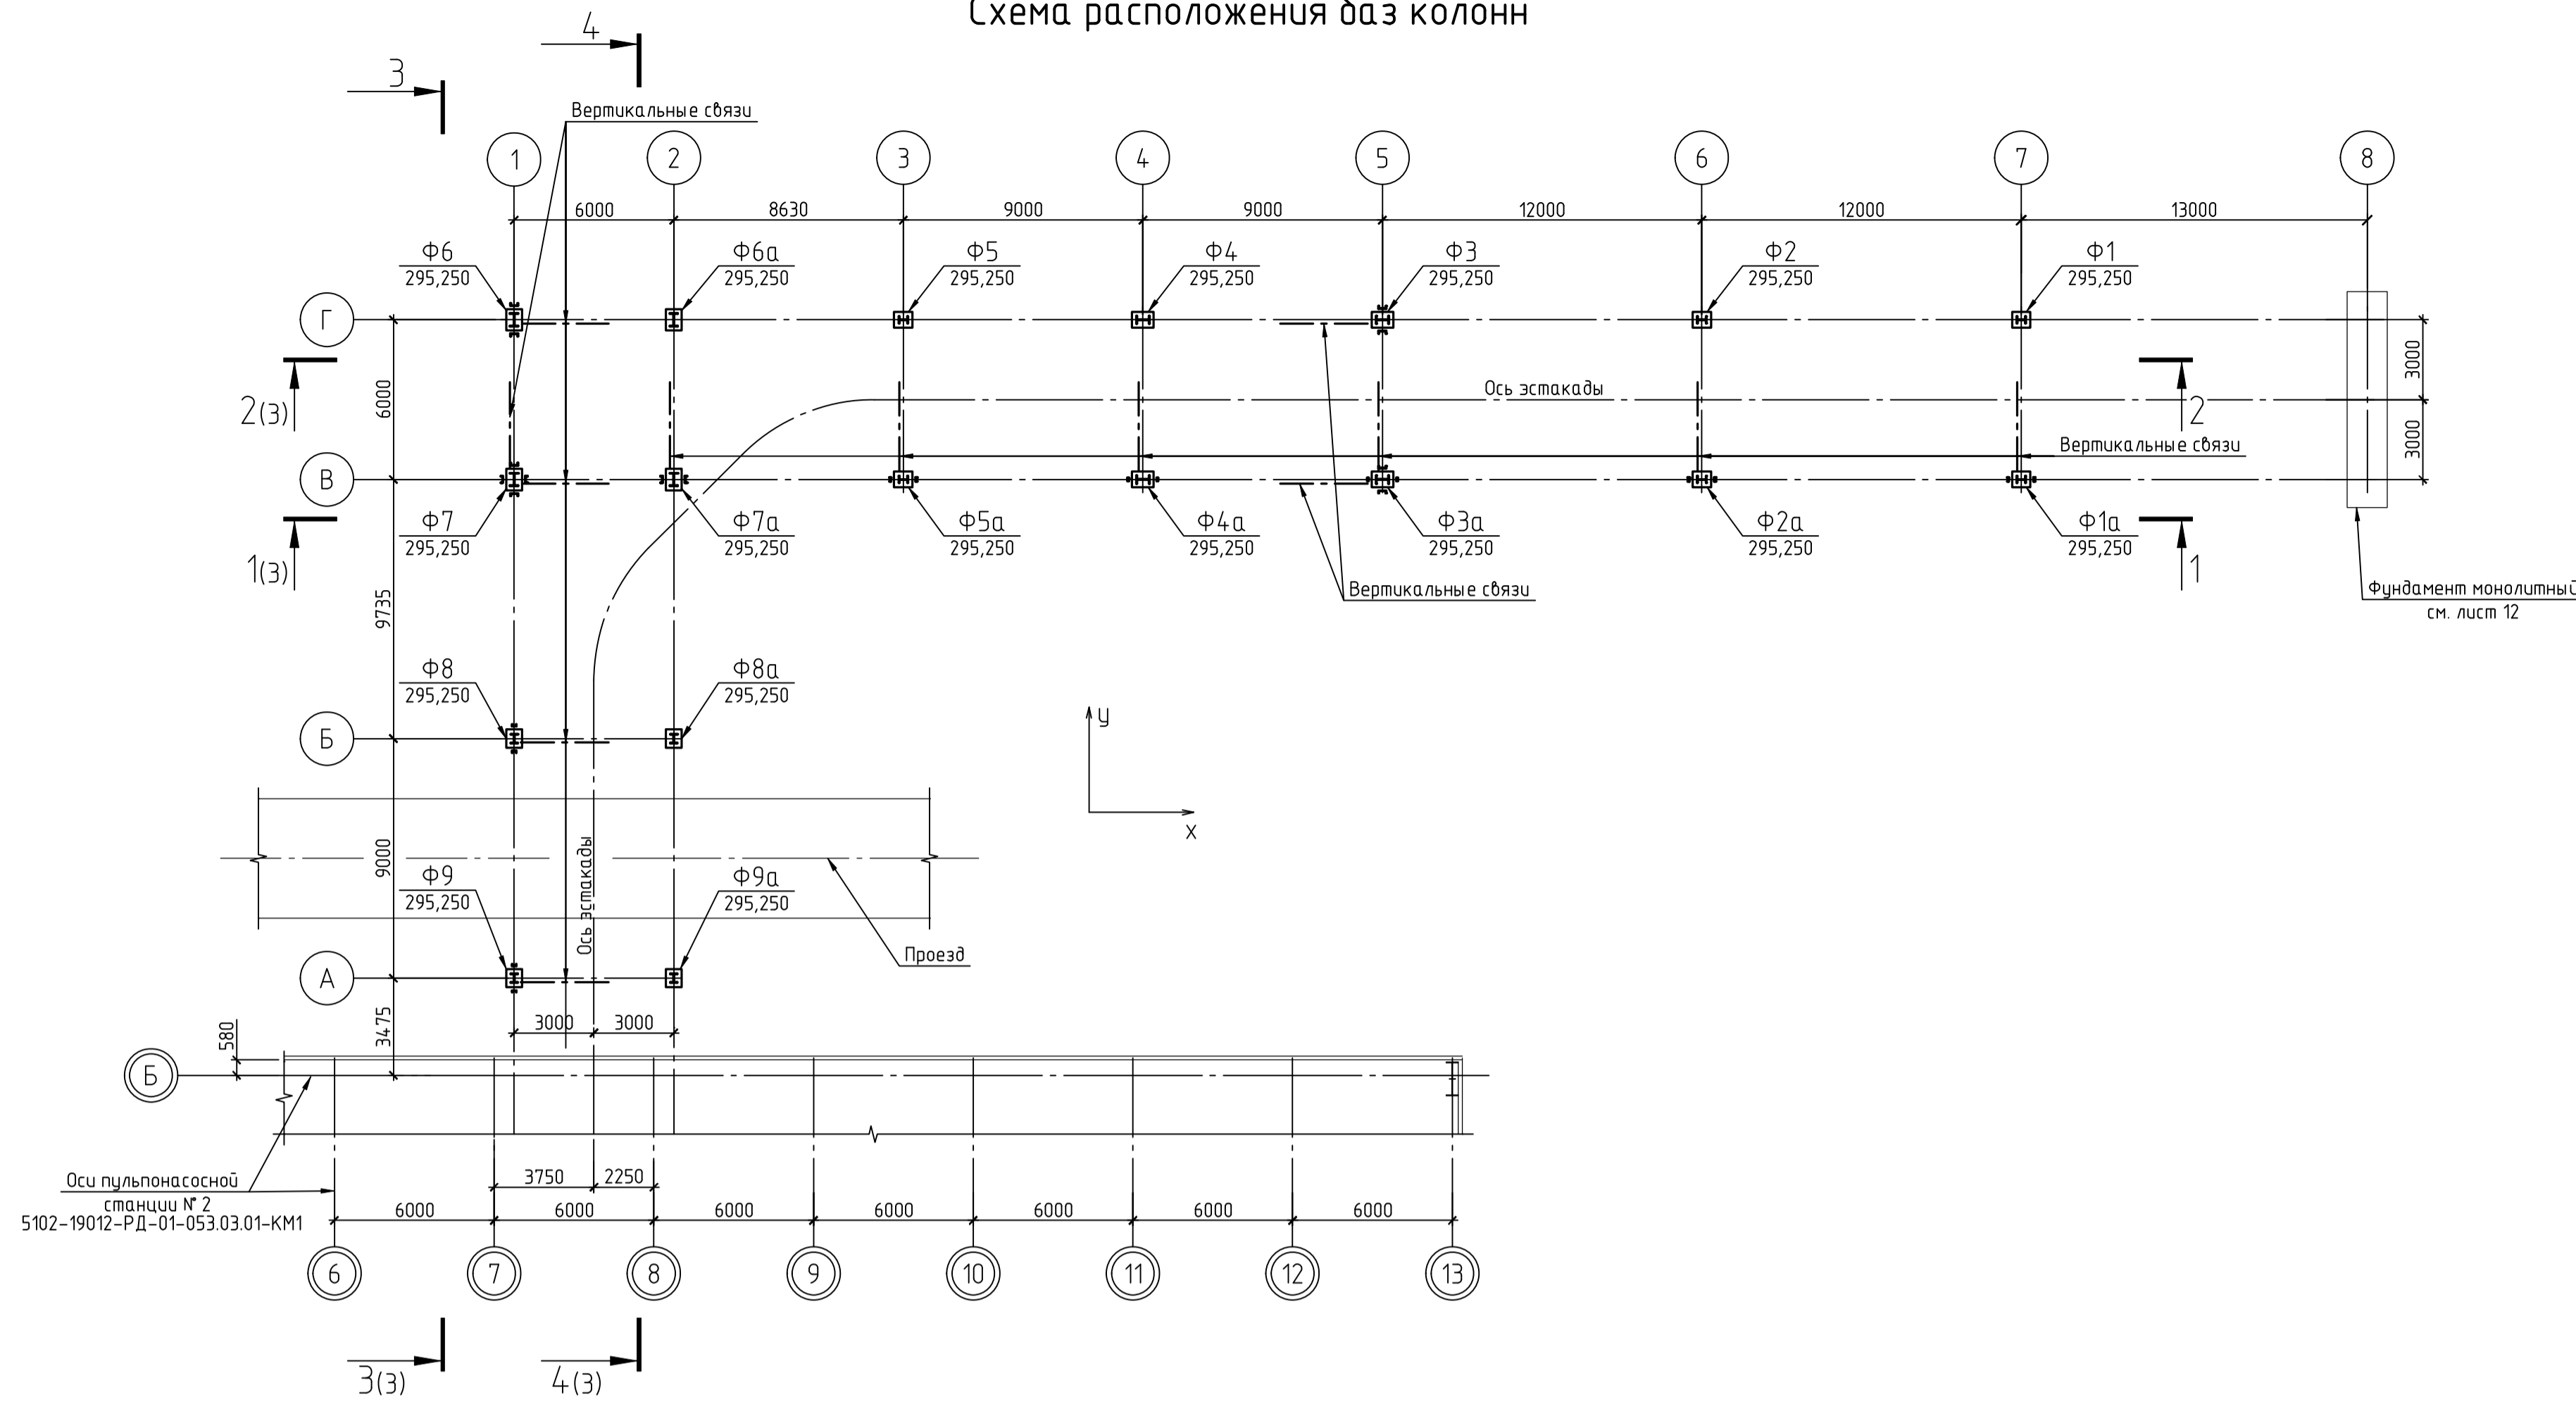 Схема расположения баз колонн
4
3
Вертикальные связи
1
2
3
4
5
6
7
8
6000
8630
9000
9000
12000
12000
13000
Ф6
295,250
Ф6а
295,250
Ф5
295,250
Ф4
295,250
Ф3
295,250
Ф2
295,250
Ф1
295,250
Г
6000
3000
3000
2(3)
2
Ось эстакады
Вертикальные связи
В
Ф7
295,250
Ф7а
295,250
Ф5а
295,250
Ф4а
295,250
Ф3а
295,250
Ф2а
295,250
Ф1а
295,250
1(3)
1
Вертикальные связи
Фундамент монолитный
см. лист 12
9735
Ф8
295,250
Ф8а
295,250
Б
у
х
9000
Ось эстакады
Ф9
295,250
Ф9а
295,250
Проезд
А
3475
580
3000
3000
Б
Оси пульпонасосной
станции №2
5102-19012-РД-01-053.03.01-КМ1
3750
2250
6000
6000
6000
6000
6000
6000
6000
6
7
8
9
10
11
12
13
3(3)
4(3)